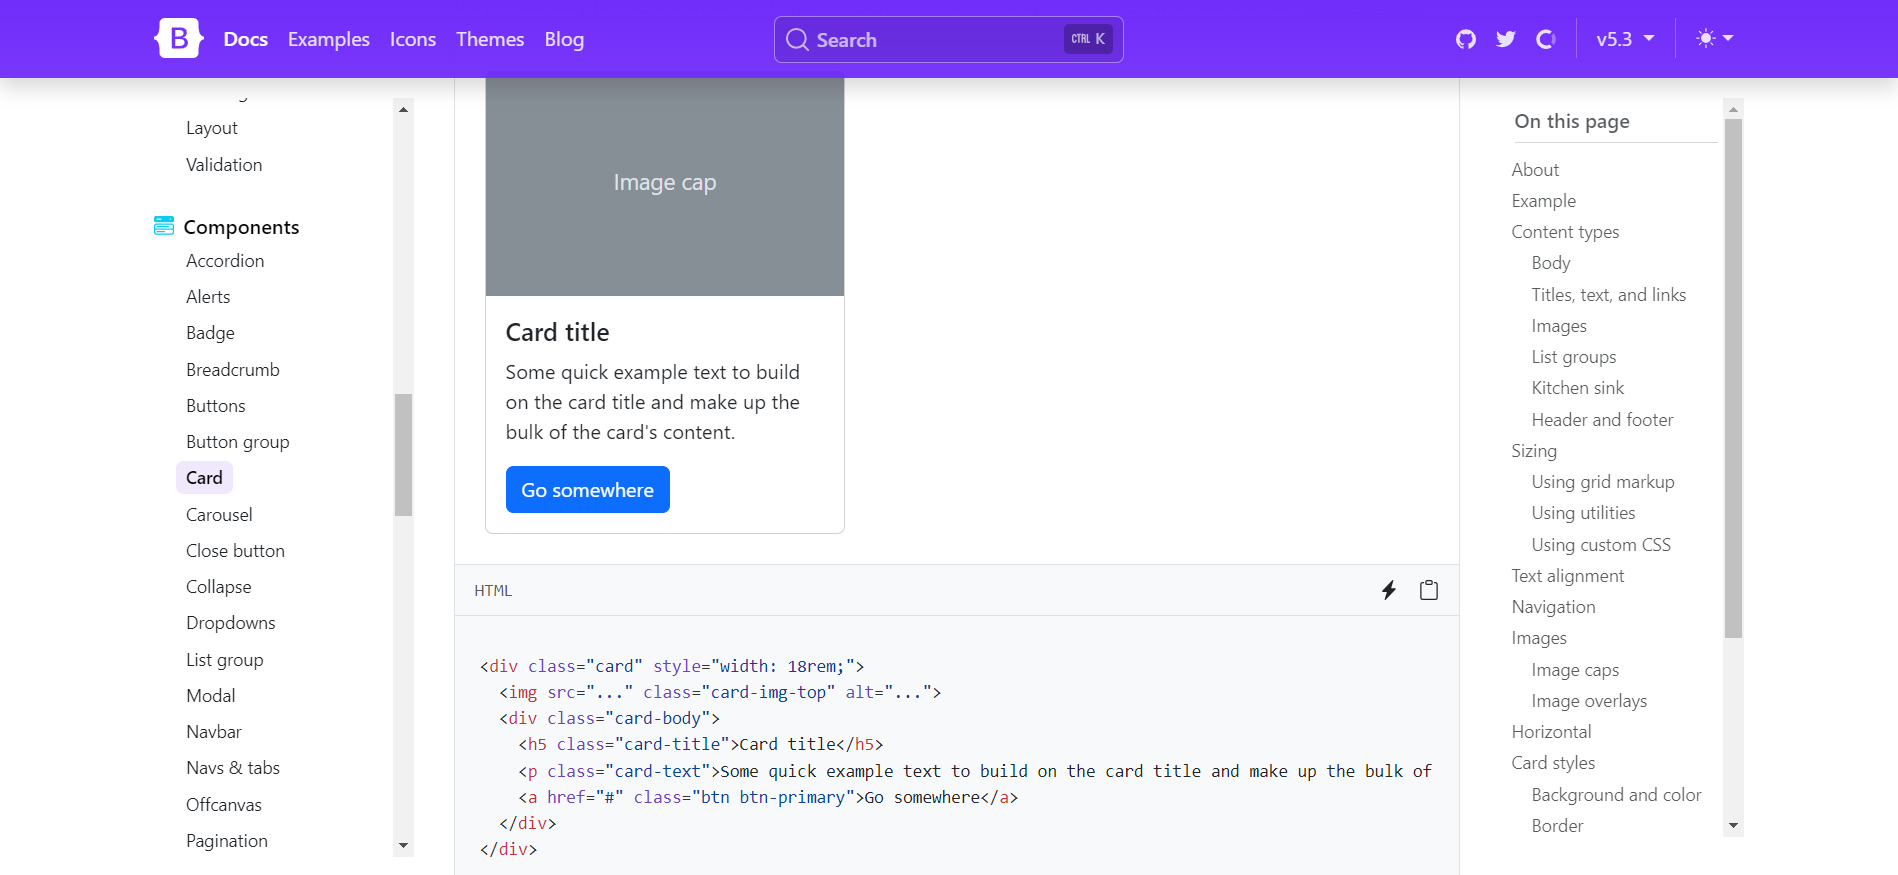 B Docs Examples Icons Themes Blog Search CTRL K v5.3
Layout
Validation
Components
Accordion
Alerts
Badge
Breadcrumb
Buttons
Button group
Card
Carousel
Close button
Collapse
Dropdowns
List group
Modal
Navbar
Navs & tabs
Offcanvas
Pagination
Image cap
Card title
Some quick example text to build
on the card title and make up the
bulk of the card's content.
Go somewhere
HTML
<div class="card" style="width: 18rem;">
  <img src="..." class="card-img-top" alt="...">
  <div class="card-body">
    <h5 class="card-title">Card title</h5>
    <p class="card-text">Some quick example text to build on the card title and make up the bulk of
    <a href="#" class="btn btn-primary">Go somewhere</a>
  </div>
</div>
On this page
About
Example
Content types
Body
Titles, text, and links
Images
List groups
Kitchen sink
Header and footer
Sizing
Using grid markup
Using utilities
Using custom CSS
Text alignment
Navigation
Images
Image caps
Image overlays
Horizontal
Card styles
Background and color
Border